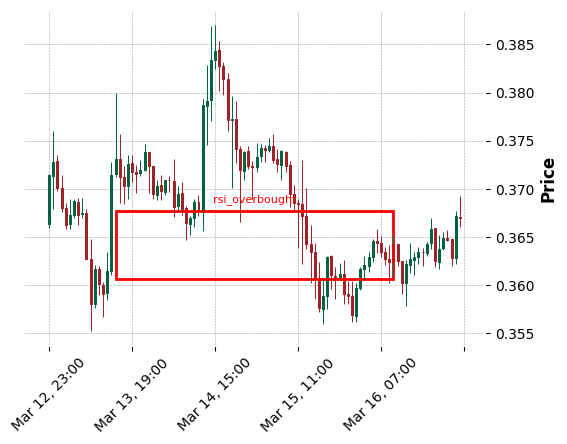 0.385
0.380
0.375
0.370
0.365
0.360
0.355
Price
rsi_overbought
Mar 12, 23:00
Mar 13, 19:00
Mar 14, 15:00
Mar 15, 11:00
Mar 16, 07:00